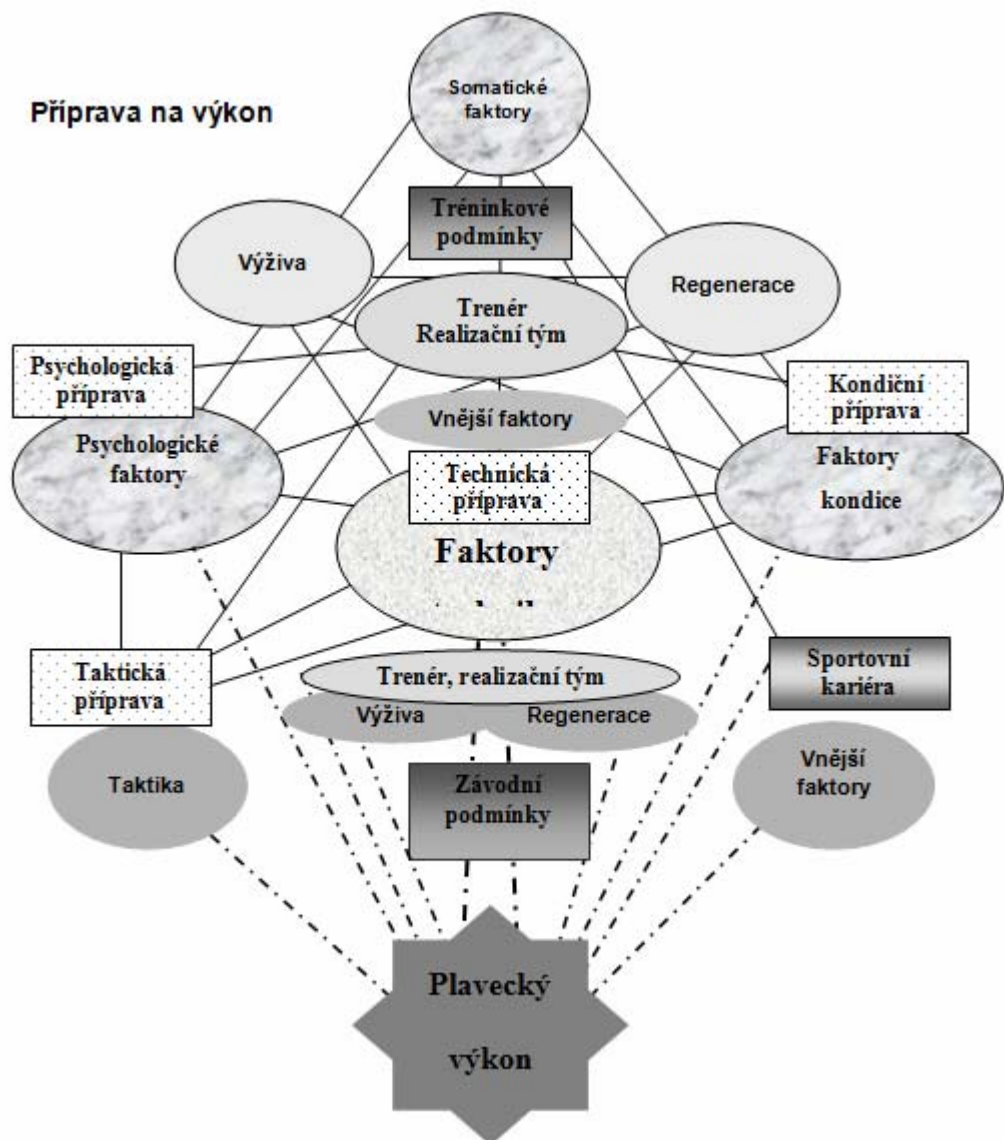 Somatické
faktory
Příprava na výkon
Tréninkové
podmínky
Výživa
Regenerace
Trenér
Realizační tým
Psychologická
příprava
Kondiční
příprava
Vnější faktory
Psychologické
faktory
Faktory
kondice
Technická
příprava
Faktory
Taktická
příprava
Trenér, realizační tým
Sportovní
kariéra
Výživa
Regenerace
Taktika
Závodní
podmínky
Vnější
faktory
Plavecký
výkon